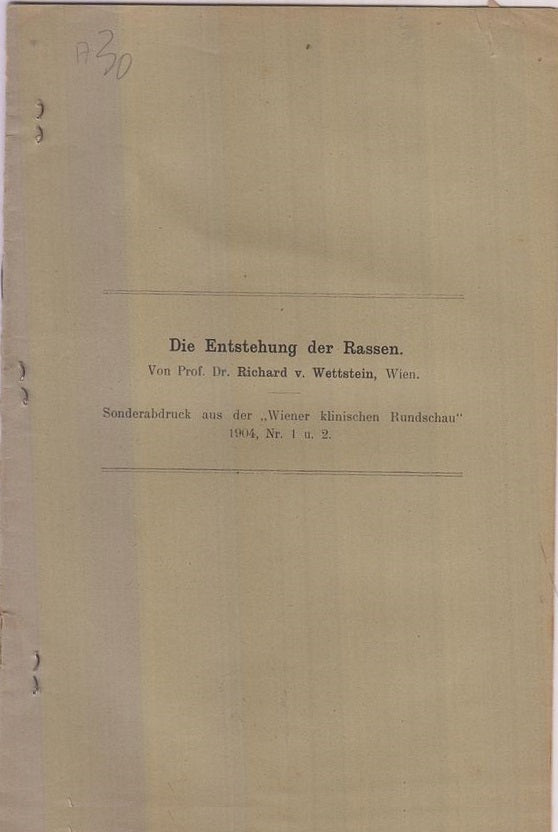 A30
Die Entstehung der Rassen.
Von Prof. Dr. Richard v. Wettstein, Wien.
Sonderabdruck aus der „Wiener klinischen Rundschau“
1904, Nr. 1 u. 2.